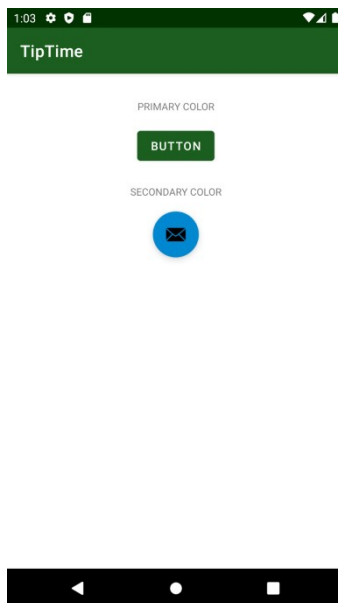 1:03
TipTime
PRIMARY COLOR
BUTTON
SECONDARY COLOR